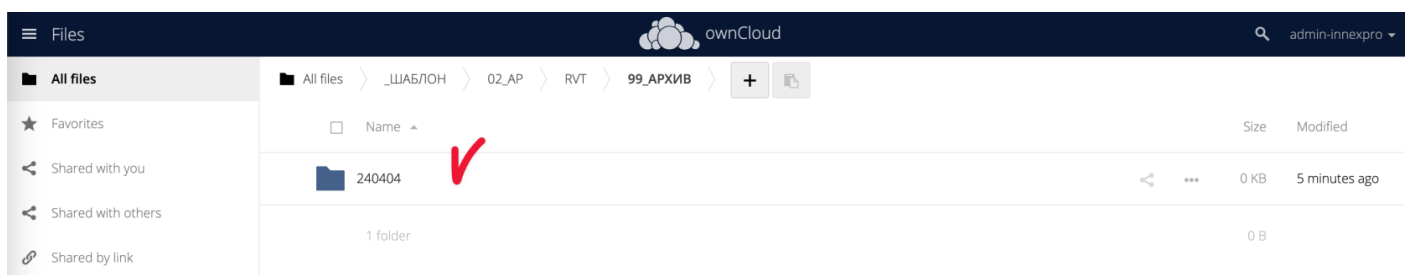 Files ownCloud admin-innexpro
All files All files _ШАБЛОН 02_АР RVT 99_АРХИВ +
Favorites Name Size Modified
Shared with you 240404 0 KB 5 minutes ago
Shared with others
1 folder 0 B
Shared by link